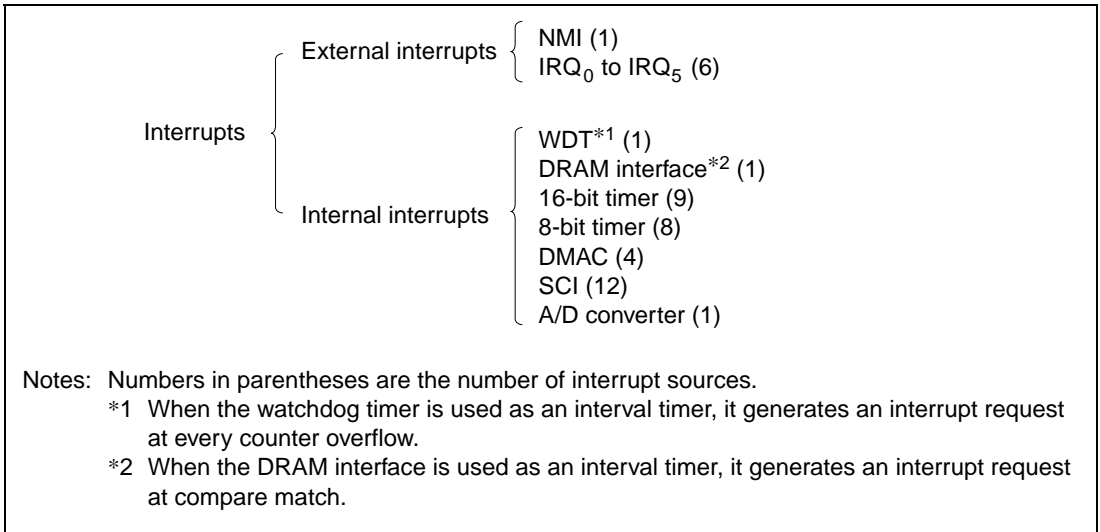 External interrupts
NMI (1)
IRQ0 to IRQ5 (6)
Interrupts
Internal interrupts
WDT*1 (1)
DRAM interface*2 (1)
16-bit timer (9)
8-bit timer (8)
DMAC (4)
SCI (12)
A/D converter (1)
Notes: Numbers in parentheses are the number of interrupt sources.
*1 When the watchdog timer is used as an interval timer, it generates an interrupt request
at every counter overflow.
*2 When the DRAM interface is used as an interval timer, it generates an interrupt request
at compare match.